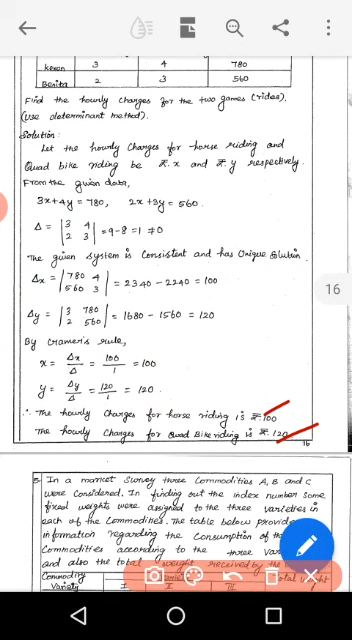 Keren 3 4 780
Benita 2 3 560
Find the hourly charges for the two games (rides).
(Use determinant method).
Solution:
Let the hourly charges for horse riding and
Quad bike riding be ₹. x and ₹. y respectively.
From the given data,
3x+4y = 780, 2x+3y = 560.
Δ = |3 4 2 3| = 9-8 = 1 ≠ 0
The given system is Consistent and has Unique Solution.
Δx = |780 4 560 3| = 2340 - 2240 = 100
Δy = |3 780 2 560| = 1680 - 1560 = 120
By Cramer's rule,
x = Δx/Δ = 100/1 = 100
y = Δy/Δ = 120/1 = 120.
∴ The hourly Charges for horse riding is ₹. 100
The hourly Charges for Quad Bike riding is ₹. 120
16
16
5. In a market Survey three Commodities A, B and C
were Considered. In finding out the index number some
fixed weights were assigned to the three varieties in
each of the Commodities. The table below
information regarding the Consumption of
Commodities according to the three
and also the total weight received by the
Commodity
Variety I II III